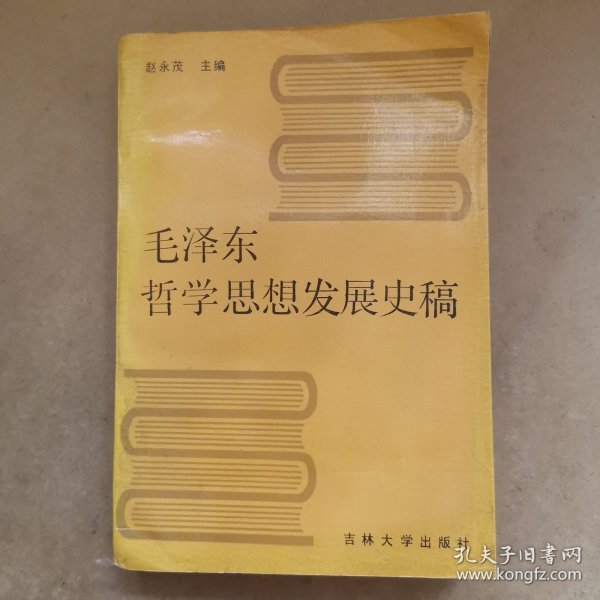 赵永茂 主编
毛泽东
哲学思想发展史稿
吉林大学出版社
孔夫子旧书网
www.kongfz.com